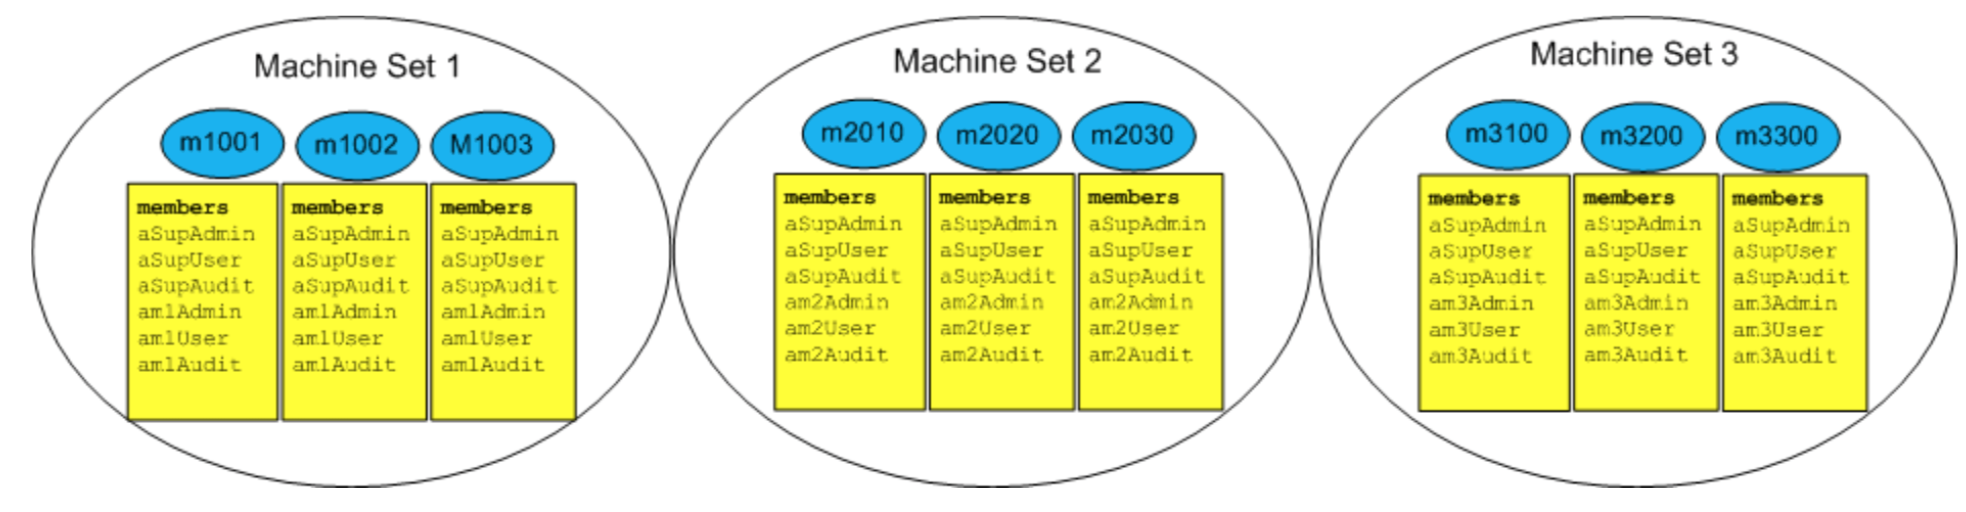 Machine Set 1
m1001
m1002
M1003
members
aSupAdmin
aSupUser
aSupAudit
am1Admin
am1User
am1Audit
members
aSupAdmin
aSupUser
aSupAudit
am1Admin
am1User
am1Audit
members
aSupAdmin
aSupUser
aSupAudit
am1Admin
am1User
am1Audit
Machine Set 2
m2010
m2020
m2030
members
aSupAdmin
aSupUser
aSupAudit
am2Admin
am2User
am2Audit
members
aSupAdmin
aSupUser
aSupAudit
am2Admin
am2User
am2Audit
members
aSupAdmin
aSupUser
aSupAudit
am2Admin
am2User
am2Audit
Machine Set 3
m3100
m3200
m3300
members
aSupAdmin
aSupUser
aSupAudit
am3Admin
am3User
am3Audit
members
aSupAdmin
aSupUser
aSupAudit
am3Admin
am3User
am3Audit
members
aSupAdmin
aSupUser
aSupAudit
am3Admin
am3User
am3Audit